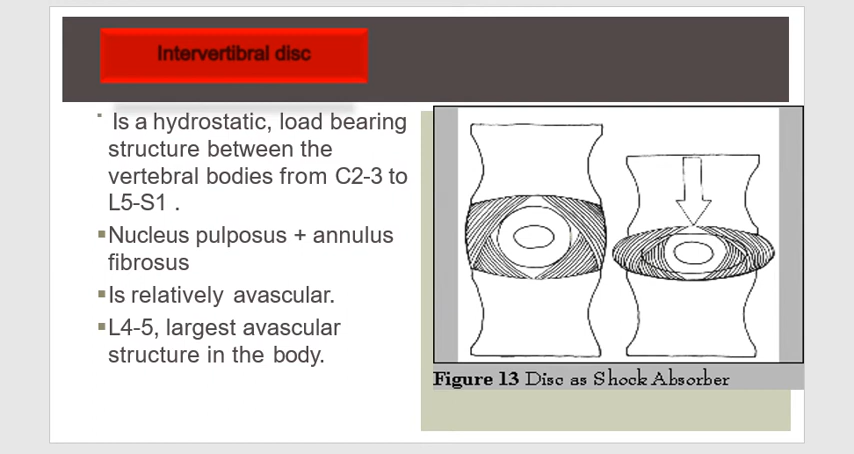 Intervertibral disc
▪ Is a hydrostatic, load bearing
structure between the
vertebral bodies from C2-3 to
L5-S1 .
▪Nucleus pulposus + annulus
fibrosus
▪Is relatively avascular.
▪L4-5, largest avascular
structure in the body.
Figure 13 Disc as Shock Absorber